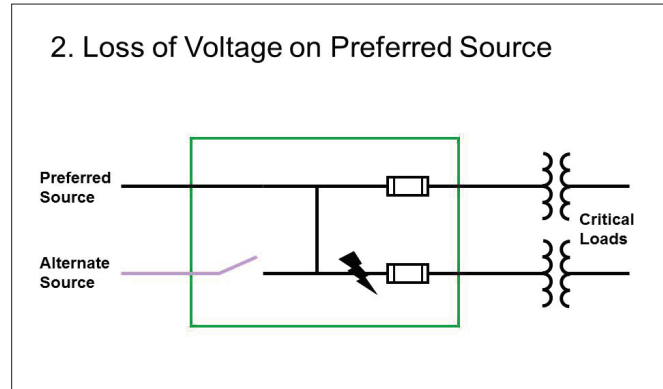 2. Loss of Voltage on Preferred Source
Preferred
Source
Critical
Loads
Alternate
Source